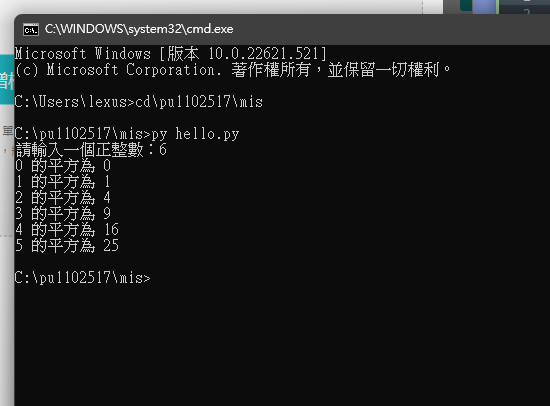 C:\WINDOWS\system32\cmd.exe
Microsoft Windows [版本 10.0.22621.521]
(c) Microsoft Corporation. 著作權所有，並保留一切權利。
C:\Users\lexus>cd\pu1102517\mis
C:\pu1102517\mis>py hello.py
請輸入一個正整數：6
0 的平方為 0
1 的平方為 1
2 的平方為 4
3 的平方為 9
4 的平方為 16
5 的平方為 25
C:\pu1102517\mis>
單
2